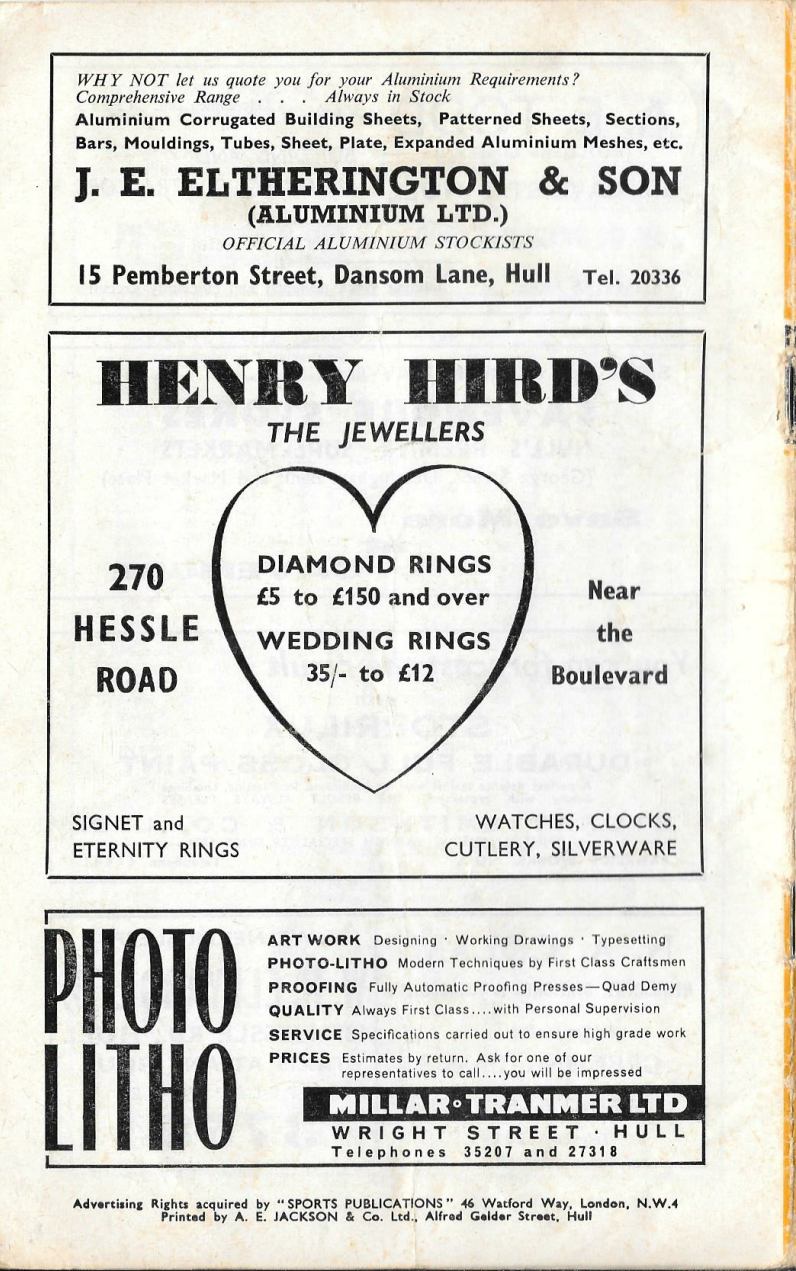 WHY NOT let us quote you for your Aluminium Requirements?
Comprehensive Range . . . Always in Stock
Aluminium Corrugated Building Sheets, Patterned Sheets, Sections,
Bars, Mouldings, Tubes, Sheet, Plate, Expanded Aluminium Meshes, etc.
J. E. ELTHERINGTON & SON
(ALUMINIUM LTD.)
OFFICIAL ALUMINIUM STOCKISTS
15 Pemberton Street, Dansom Lane, Hull Tel. 20336
HENRY HIRD'S
THE JEWELLERS
270
HESSLE
ROAD
DIAMOND RINGS
£5 to £150 and over
WEDDING RINGS
35/- to £12
Near
the
Boulevard
SIGNET and
ETERNITY RINGS
WATCHES, CLOCKS,
CUTLERY, SILVERWARE
PHOTO
LITHO
ART WORK Designing · Working Drawings · Typesetting
PHOTO-LITHO Modern Techniques by First Class Craftsmen
PROOFING Fully Automatic Proofing Presses—Quad Demy
QUALITY Always First Class....with Personal Supervision
SERVICE Specifications carried out to ensure high grade work
PRICES Estimates by return. Ask for one of our
representatives to call....you will be impressed
MILLAR·TRANMER LTD
WRIGHT STREET · HULL
Telephones 35207 and 27318
Advertising Rights acquired by "SPORTS PUBLICATIONS" 46 Watford Way, London, N.W.4
Printed by A. E. JACKSON & Co. Ltd., Alfred Gelder Street, Hull